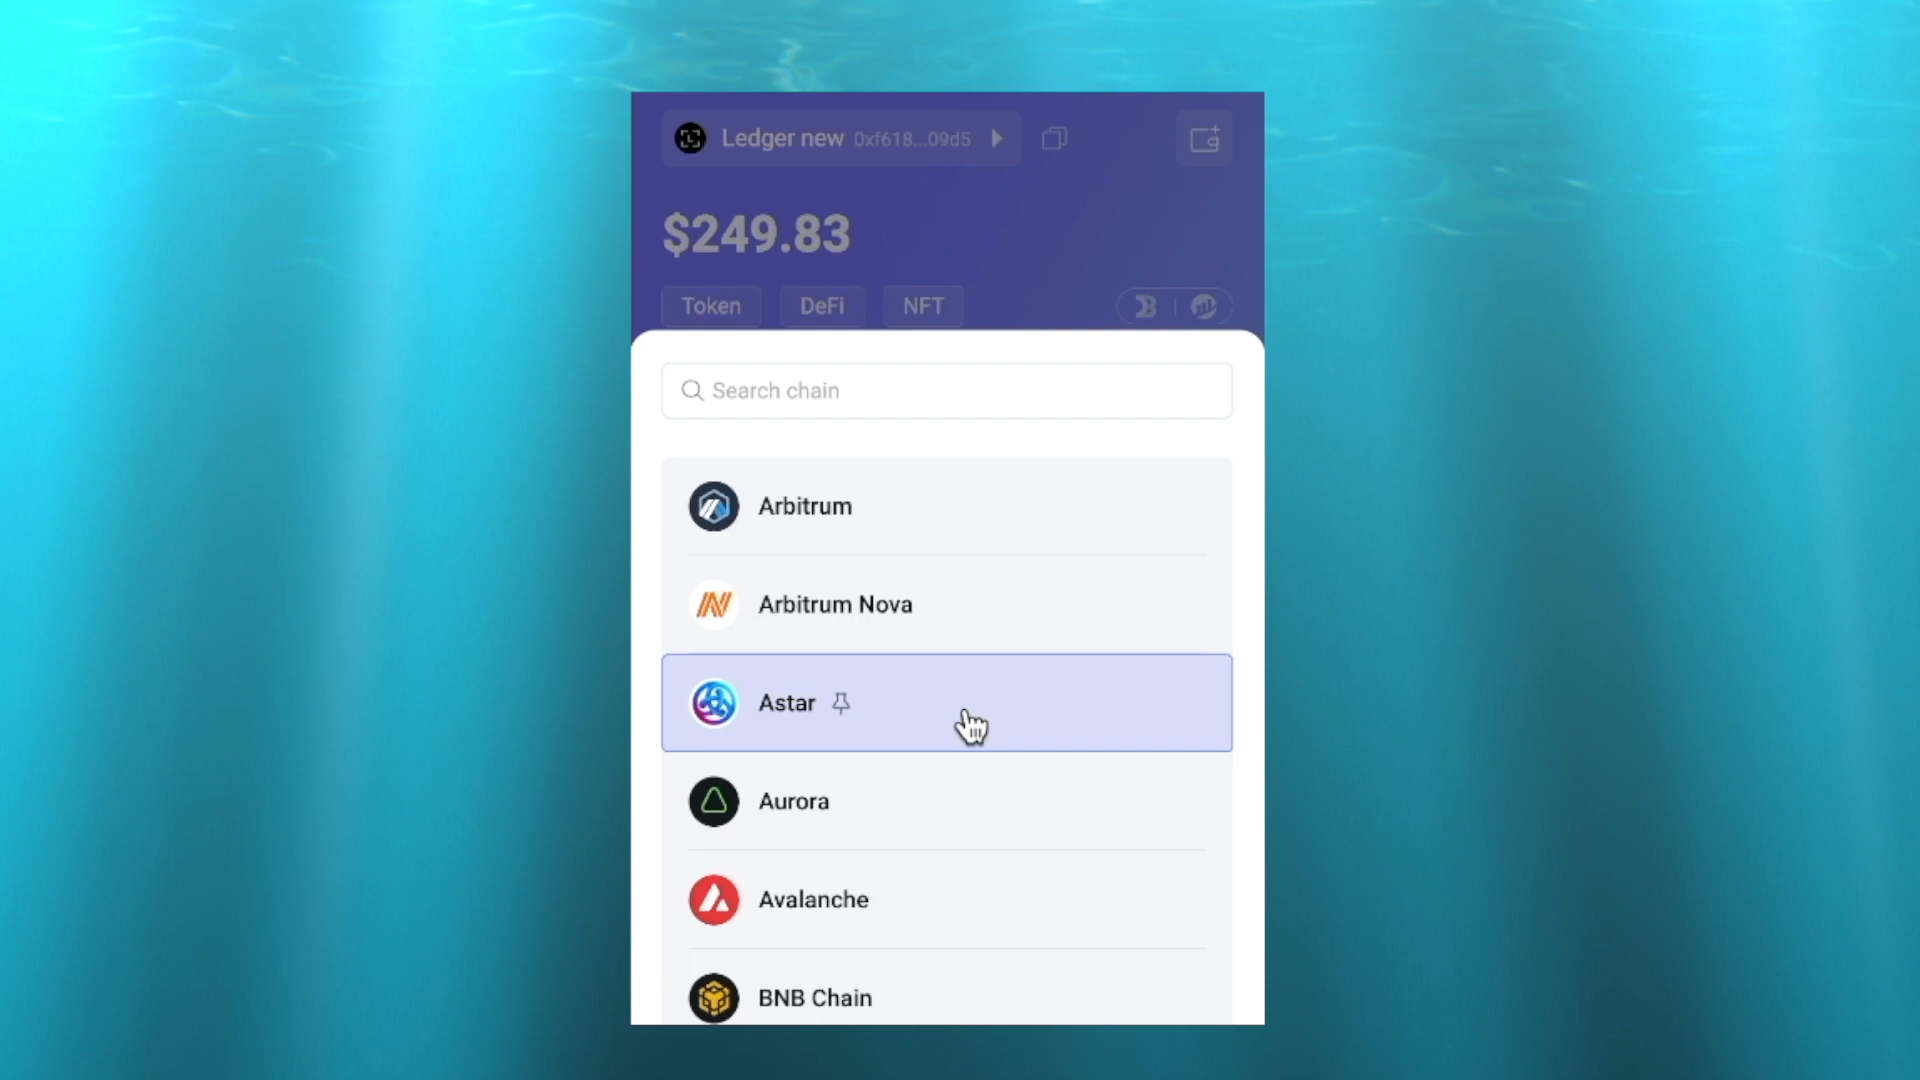 Ledger new 0xf618...09d5
$249.83
Token DeFi NFT
Search chain
Arbitrum
Arbitrum Nova
Astar
Aurora
Avalanche
BNB Chain